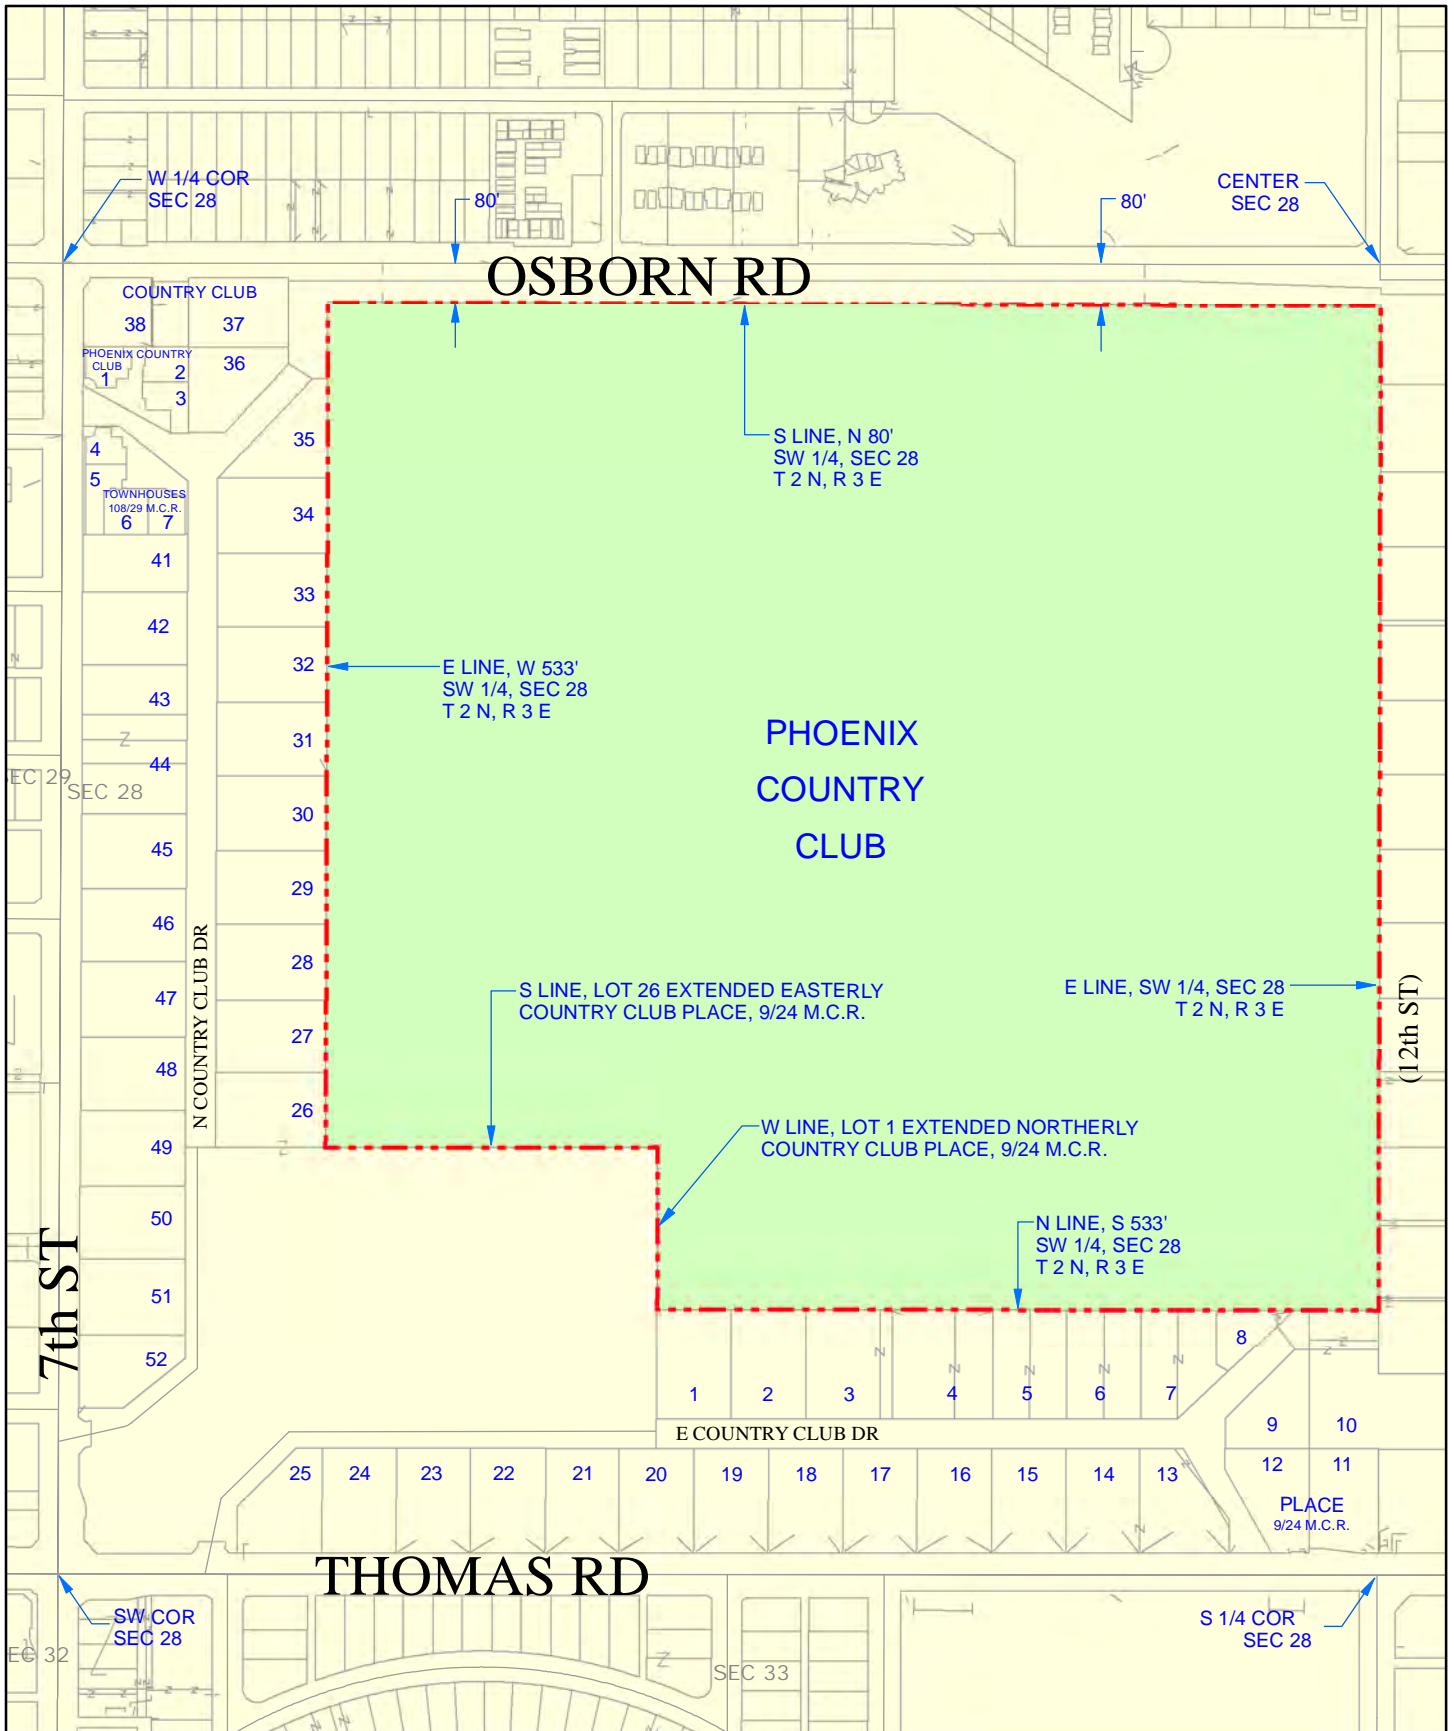 W 1/4 COR
SEC 28
80'
80'
CENTER
SEC 28
OSBORN RD
COUNTRY CLUB
38
37
PHOENIX COUNTRY
CLUB
1
2
3
36
35
4
5
TOWNHOUSES
108/29 M.C.R.
6
7
34
S LINE, N 80'
SW 1/4, SEC 28
T 2 N, R 3 E
41
33
42
32
E LINE, W 533'
SW 1/4, SEC 28
T 2 N, R 3 E
43
31
44
PHOENIX
COUNTRY
CLUB
SEC 29
SEC 28
30
45
29
46
28
N COUNTRY CLUB DR
47
27
S LINE, LOT 26 EXTENDED EASTERLY
COUNTRY CLUB PLACE, 9/24 M.C.R.
E LINE, SW 1/4, SEC 28
T 2 N, R 3 E
(12th ST)
48
26
49
W LINE, LOT 1 EXTENDED NORTHERLY
COUNTRY CLUB PLACE, 9/24 M.C.R.
50
N LINE, S 533'
SW 1/4, SEC 28
T 2 N, R 3 E
7th ST
51
52
8
1
2
3
4
5
6
7
9
10
E COUNTRY CLUB DR
25
24
23
22
21
20
19
18
17
16
15
14
13
12
11
PLACE
9/24 M.C.R.
THOMAS RD
SW COR
SEC 28
S 1/4 COR
SEC 28
EC 32
SEC 33